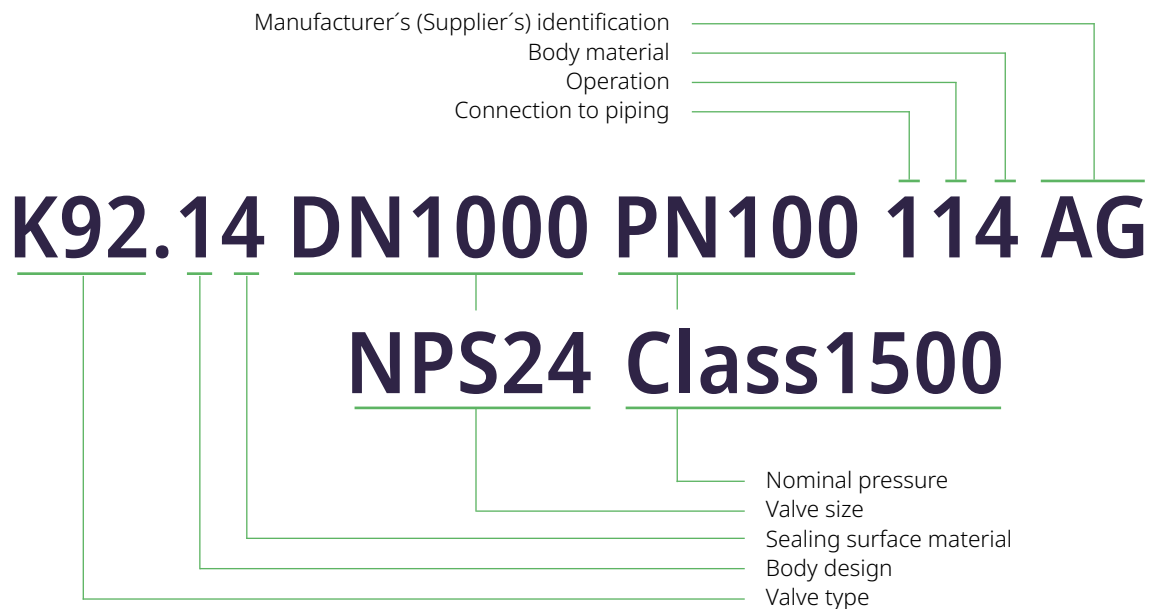 Manufacturer´s (Supplier´s) identification
Body material
Operation
Connection to piping
K92.14 DN1000 PN100 114 AG
NPS24 Class1500
Nominal pressure
Valve size
Sealing surface material
Body design
Valve type